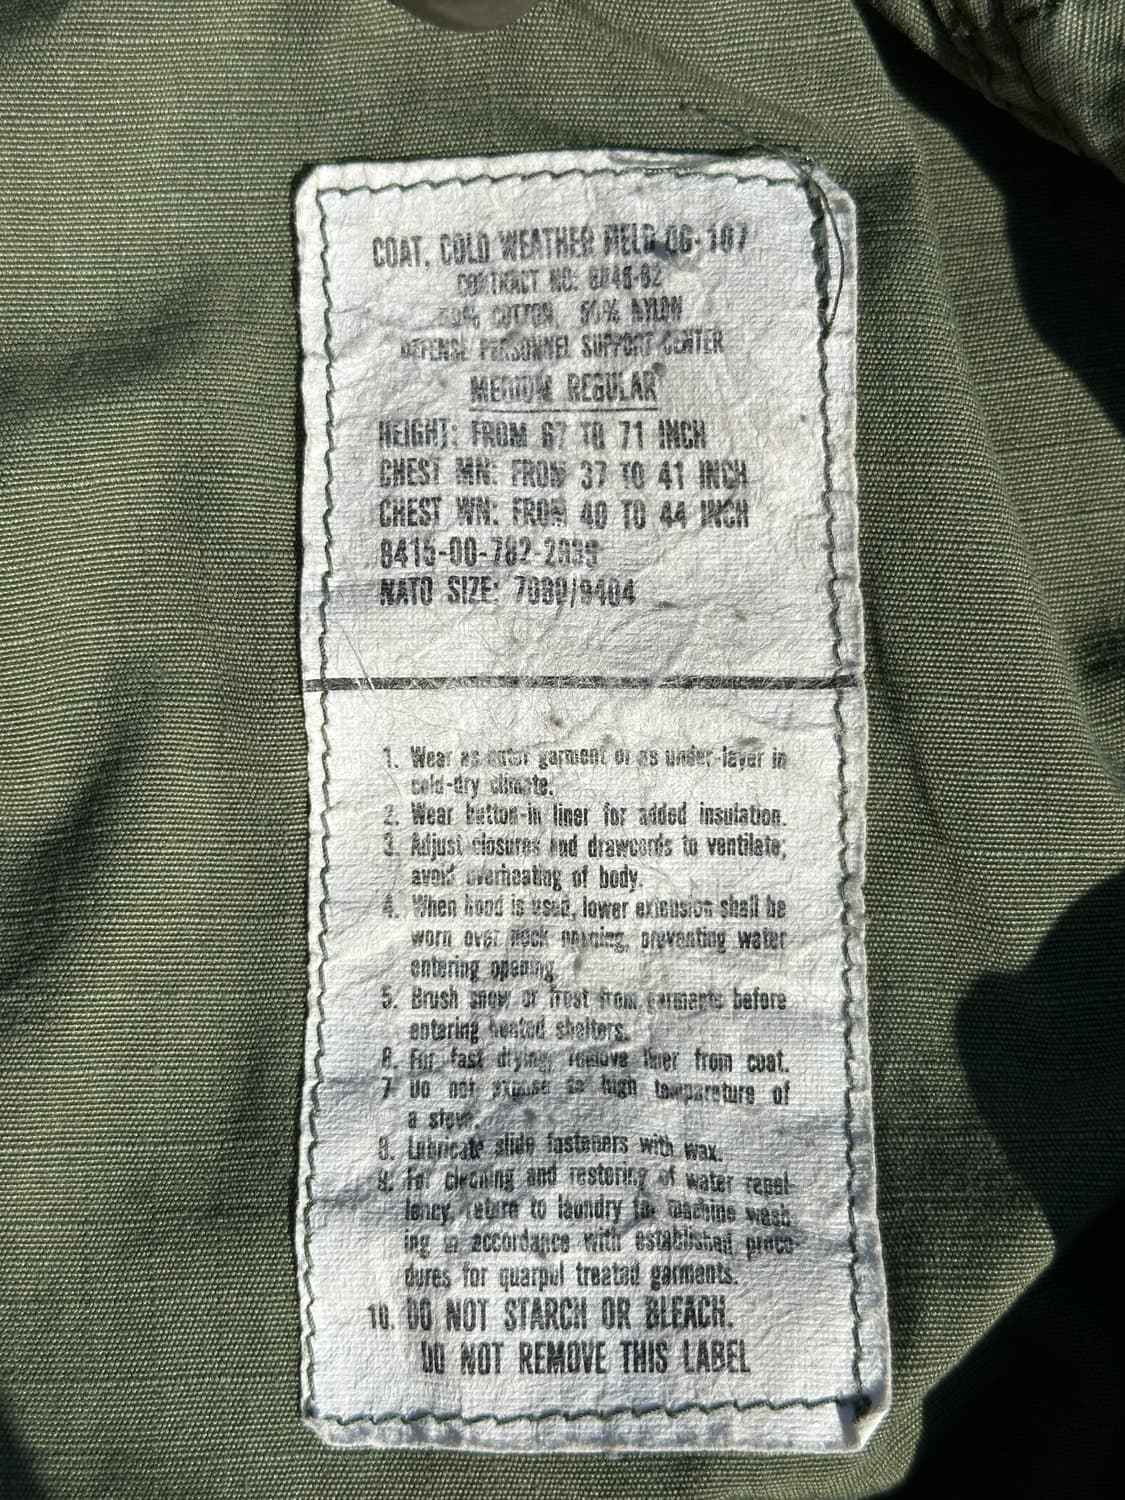 COAT, COLD WEATHER FIELD OG-107
CONTRACT NO:
50% COTTON, 50% NYLON
DEFENSE PERSONNEL SUPPORT CENTER
MEDIUM REGULAR
HEIGHT: FROM 67 TO 71 INCH
CHEST MN: FROM 37 TO 41 INCH
CHEST WN: FROM 40 TO 44 INCH
8415-00-782-
NATO SIZE: 7080/9404
1. Wear as outer garment or as under-layer in
cold-dry climate.
2. Wear button-in liner for added insulation.
3. Adjust closures and drawcords to ventilate;
avoid overheating of body.
4. When hood is used, lower extension shall be
worn over neck opening, preventing water
entering opening.
5. Brush snow or frost from garments before
entering heated shelters.
6. For fast drying, remove liner from coat.
7. Do not expose to high temperature of
a stove.
8. Lubricate slide fasteners with wax.
9. For cleaning and restoring of water repel-
lency, return to laundry for machine wash-
ing in accordance with established proce-
dures for quarpel treated garments.
10. DO NOT STARCH OR BLEACH.
DO NOT REMOVE THIS LABEL